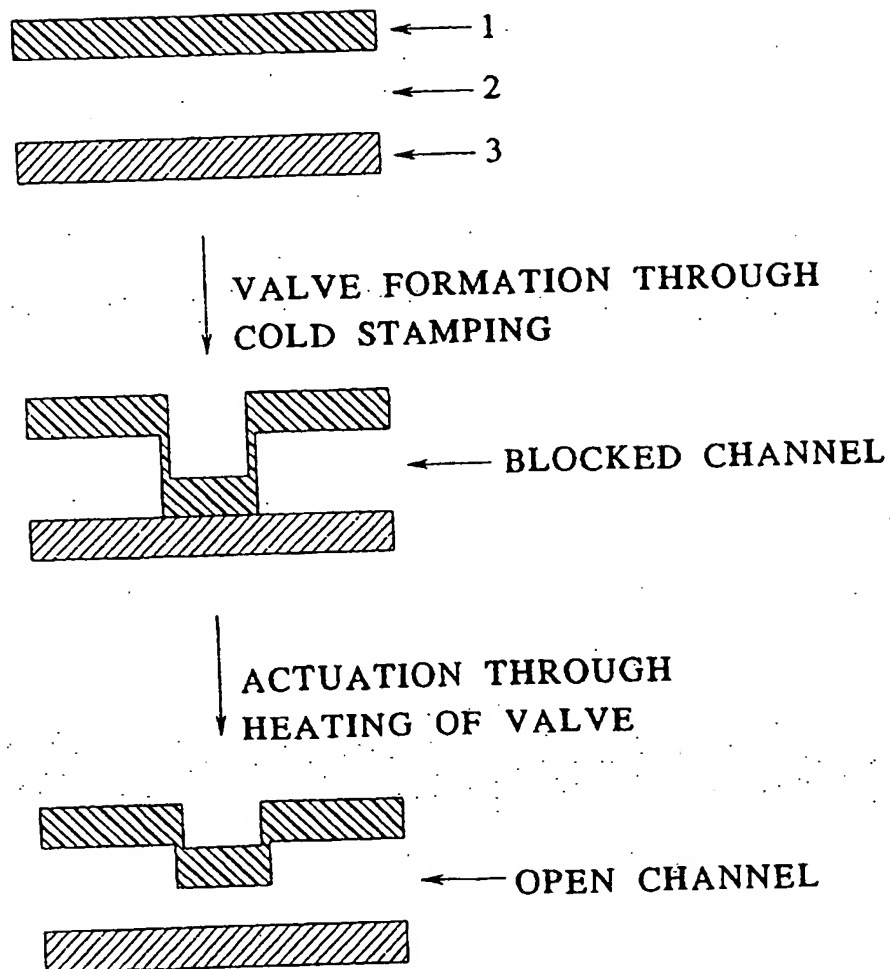 1
2
3
VALVE FORMATION THROUGH
COLD STAMPING
BLOCKED CHANNEL
ACTUATION THROUGH
HEATING OF VALVE
OPEN CHANNEL